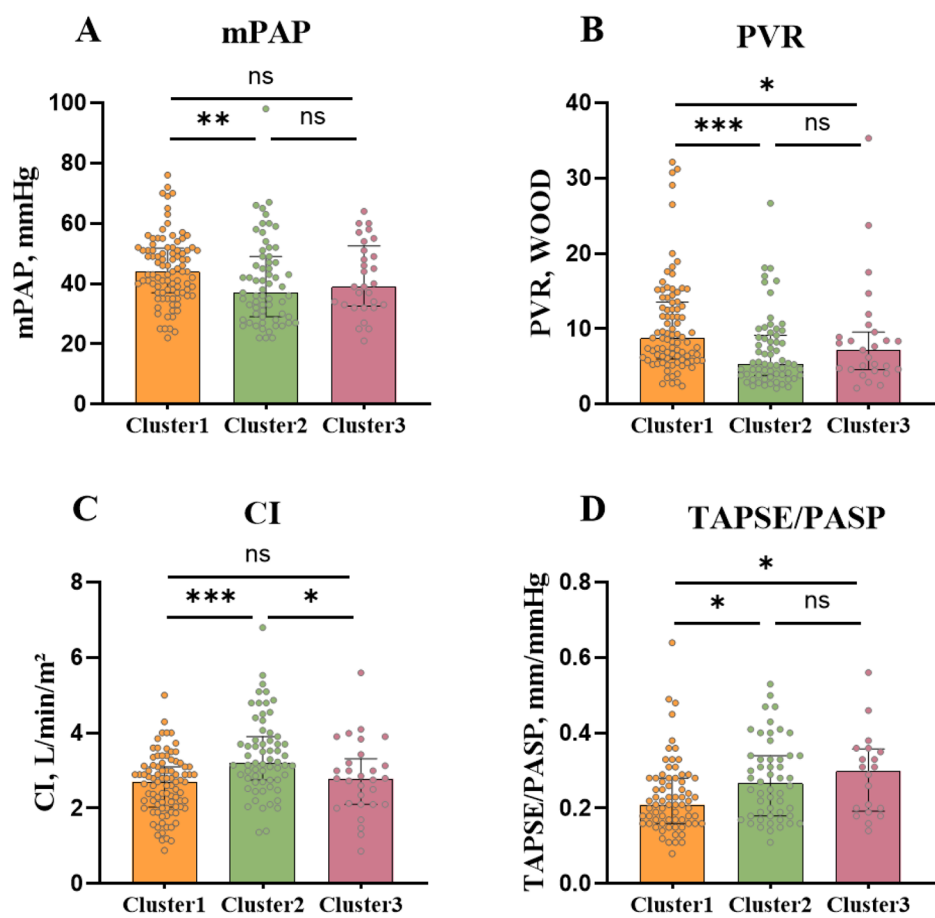 A
mPAP
ns
**
ns
mPAP, mmHg
100
80
60
40
20
0
Cluster1 Cluster2 Cluster3
B
PVR
*
***
ns
PVR, WOOD
40
30
20
10
0
Cluster1 Cluster2 Cluster3
C
CI
ns
***
*
CI, L/min/m²
8
6
4
2
0
Cluster1 Cluster2 Cluster3
D
TAPSE/PASP
*
*
ns
TAPSE/PASP, mm/mmHg
0.8
0.6
0.4
0.2
0.0
Cluster1 Cluster2 Cluster3